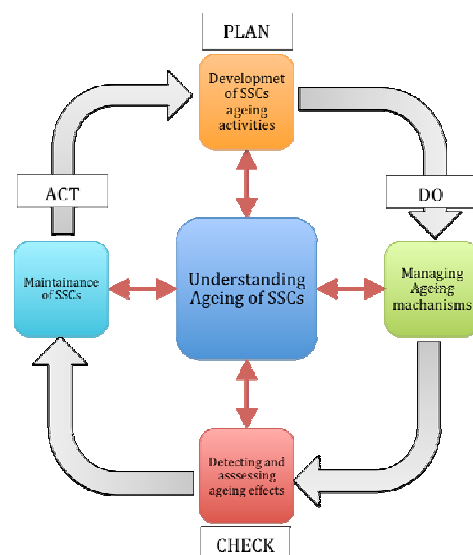 PLAN
Developmet
of SSCs
ageing
activities
ACT
DO
Maintainance
of SSCs
Understanding
Ageing of SSCs
Managing
Ageing
machanisms
Detecting and
asssessing
ageing effects
CHECK